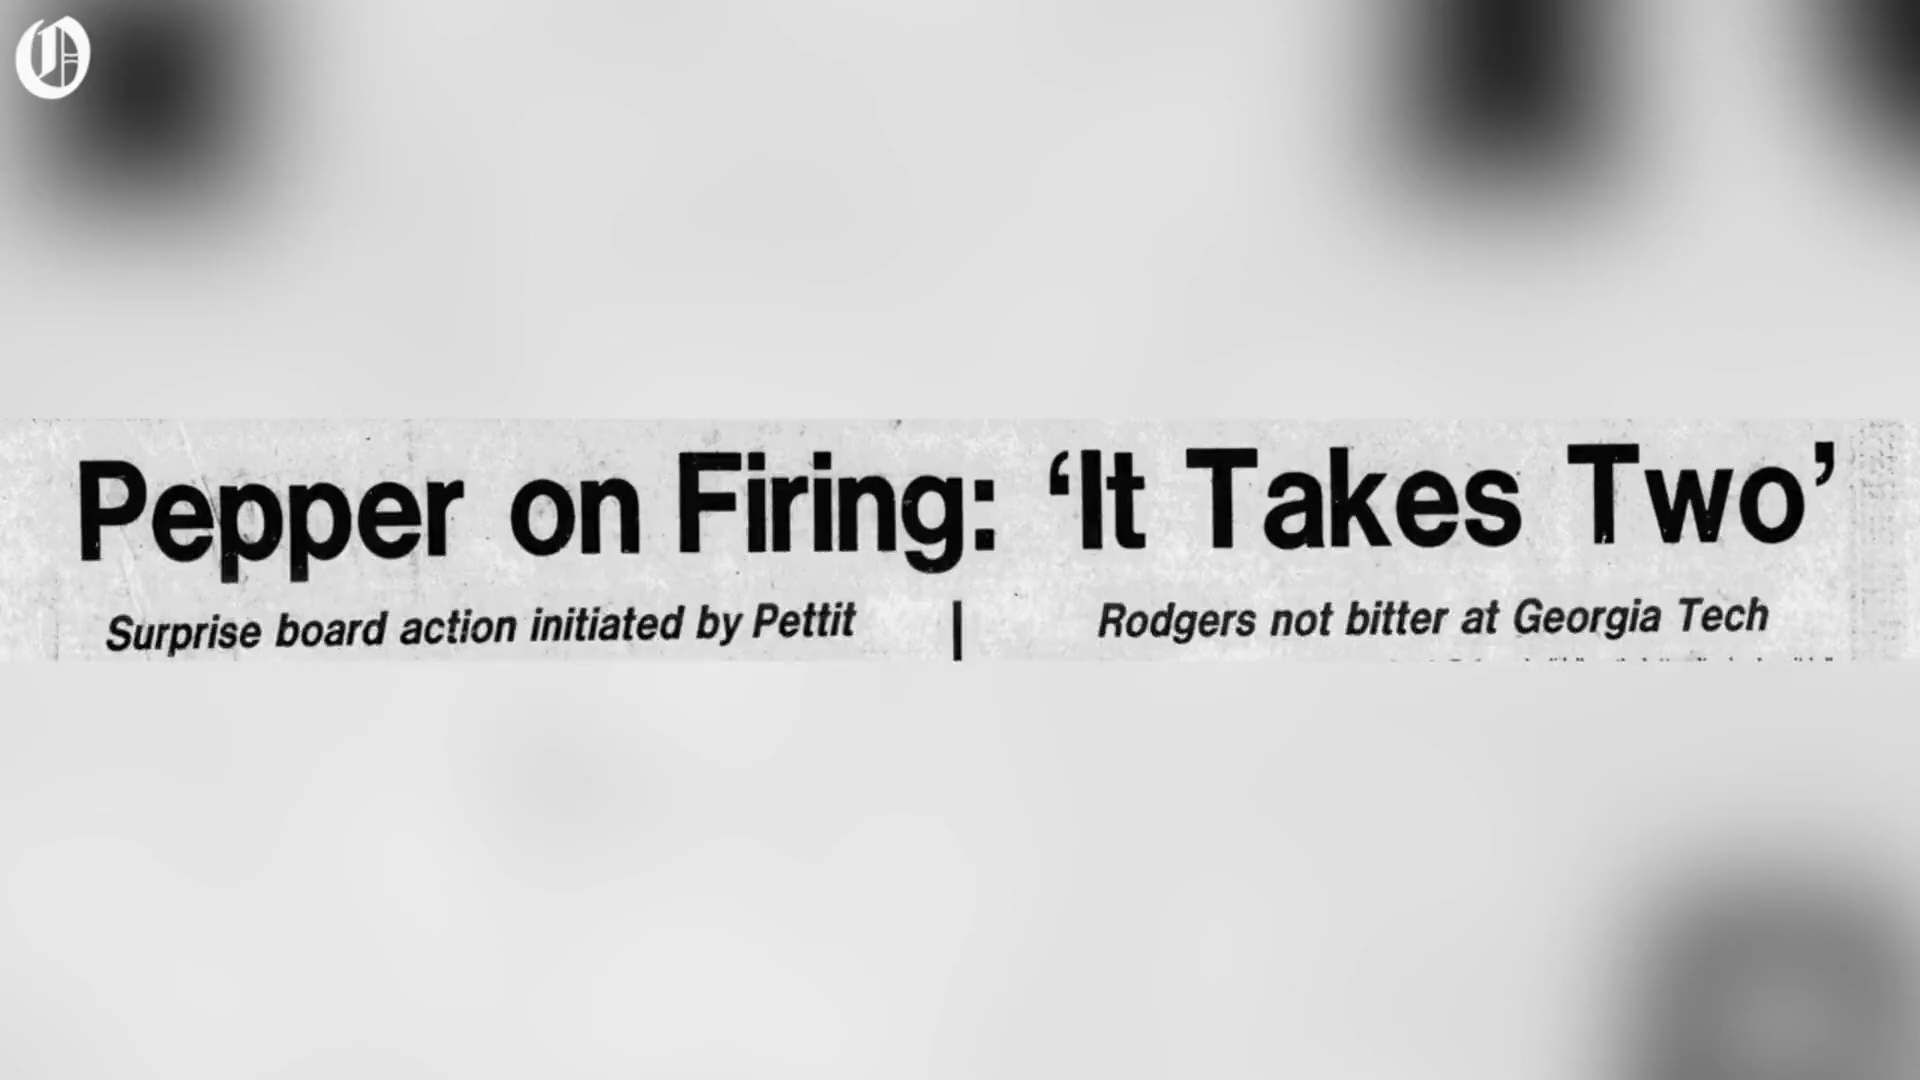 O
Pepper on Firing: ‘It Takes Two’
Surprise board action initiated by Pettit | Rodgers not bitter at Georgia Tech